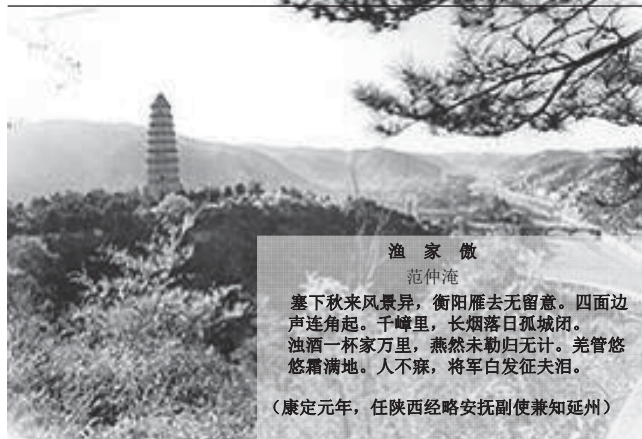 渔 家 傲
范仲淹
塞下秋来风景异，衡阳雁去无留意。四面边
声连角起。千嶂里，长烟落日孤城闭。
浊酒一杯家万里，燕然未勒归无计。羌管悠
悠霜满地。人不寐，将军白发征夫泪。
（康定元年，任陕西经略安抚副使兼知延州）